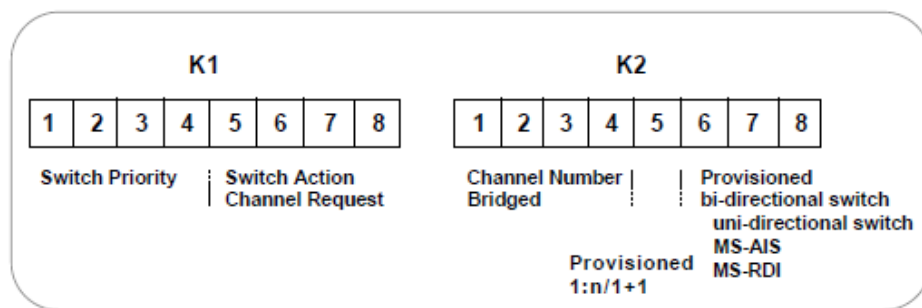 K1 K2
1 2 3 4 5 6 7 8 1 2 3 4 5 6 7 8
Switch Priority Switch Action Channel Number Provisioned
Channel Request Bridged bi-directional switch
uni-directional switch
MS-AIS
Provisioned MS-RDI
1:n/1+1